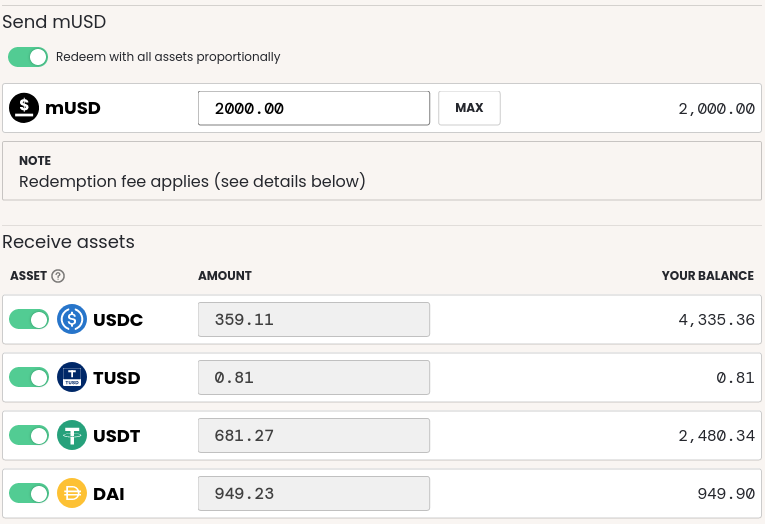 Send mUSD
Redeem with all assets proportionally
$ mUSD 2000.00 MAX 2,000.00
NOTE
Redemption fee applies (see details below)
Receive assets
ASSET ? AMOUNT YOUR BALANCE
$ USDC 359.11 4,335.36
T TUSD TUSD 0.81 0.81
USDT 681.27 2,480.34
DAI 949.23 949.90